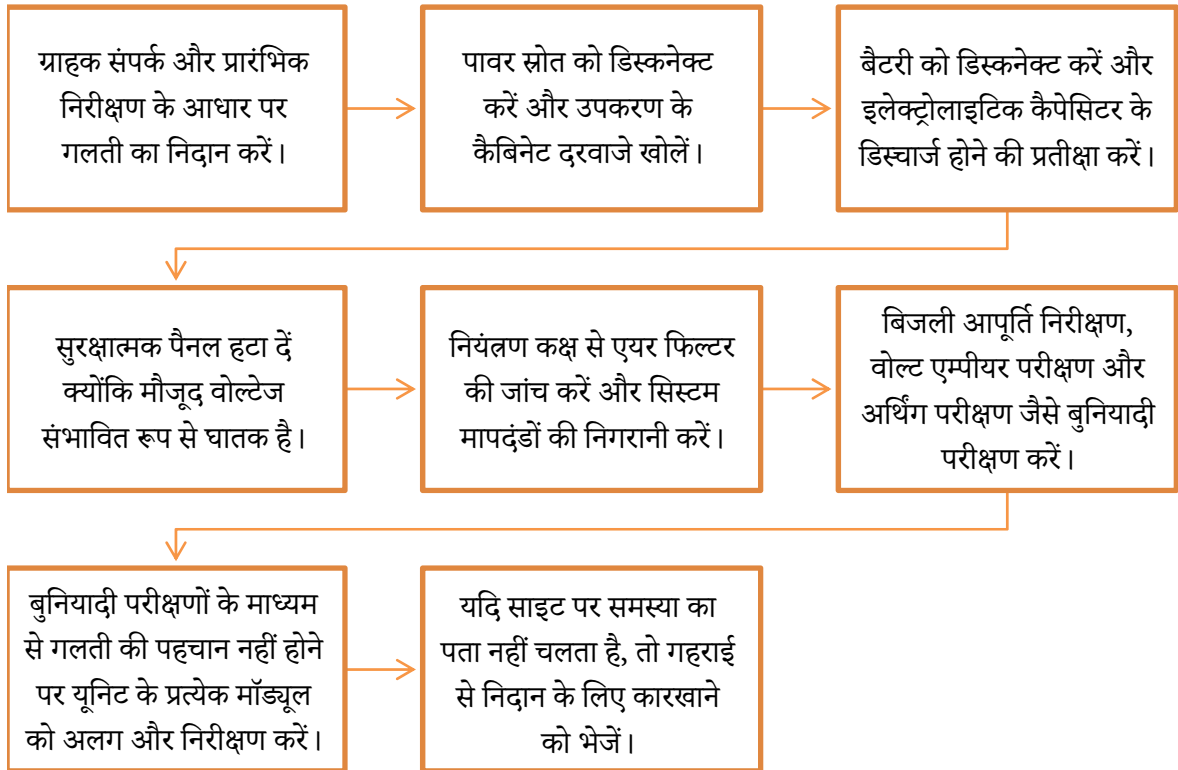 ग्राहक संपर्क और प्रारंभिक
निरीक्षण के आधार पर
गलती का निदान करें।
पावर स्रोत को डिस्कनेक्ट
करें और उपकरण के
कैबिनेट दरवाजे खोलें।
बैटरी को डिस्कनेक्ट करें और
इलेक्ट्रोलाइटिक कैपेसिटर के
डिस्चार्ज होने की प्रतीक्षा करें।
सुरक्षात्मक पैनल हटा दें
क्योंकि मौजूद वोल्टेज
संभावित रूप से घातक है।
नियंत्रण कक्ष से एयर फिल्टर
की जांच करें और सिस्टम
मापदंडों की निगरानी करें।
बिजली आपूर्ति निरीक्षण,
वोल्ट एम्पीयर परीक्षण और
अर्थिंग परीक्षण जैसे बुनियादी
परीक्षण करें।
बुनियादी परीक्षणों के माध्यम
से गलती की पहचान नहीं होने
पर यूनिट के प्रत्येक मॉड्यूल
को अलग और निरीक्षण करें।
यदि साइट पर समस्या का
पता नहीं चलता है, तो गहराई
से निदान के लिए कारखाने
को भेजें।